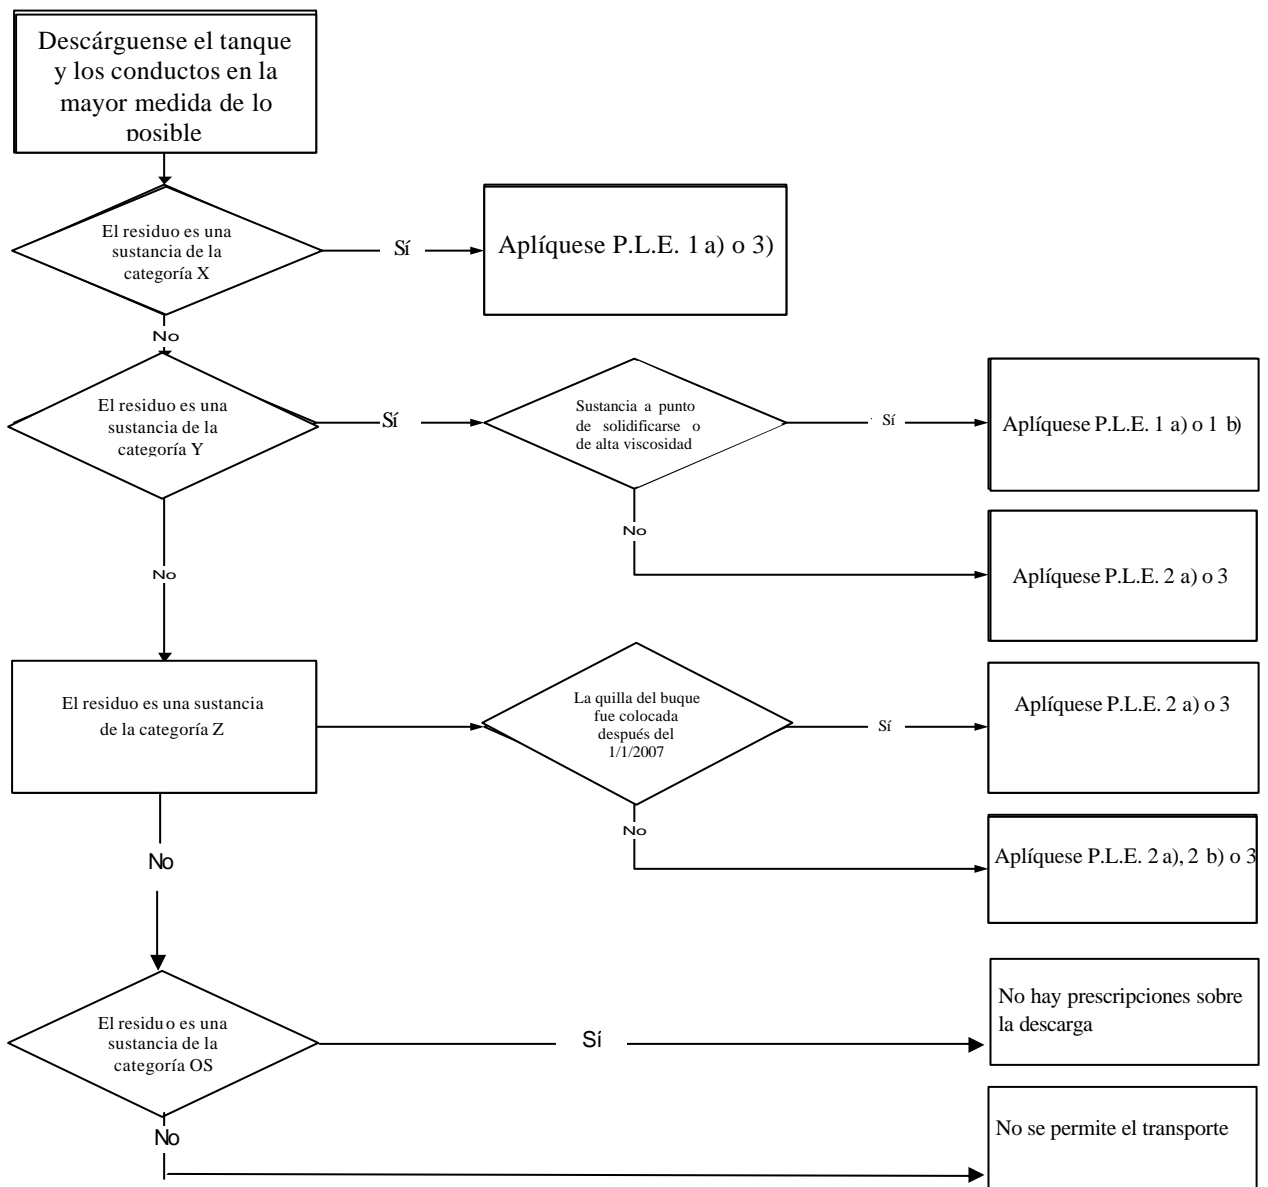 Descárguense el tanque
y los conductos en la
mayor medida de lo
posible
El residuo es una
sustancia de la
categoría X
Sí
Aplíquese P.L.E. 1 a) o 3)
No
El residuo es una
sustancia de la
categoría Y
Sí
Sustancia a punto
de solidificarse o
de alta viscosidad
Sí
Aplíquese P.L.E. 1 a) o 1 b)
No
Aplíquese P.L.E. 2 a) o 3
No
El residuo es una sustancia
de la categoría Z
La quilla del buque
fue colocada
después del
1/1/2007
Sí
Aplíquese P.L.E. 2 a) o 3
No
Aplíquese P.L.E. 2 a), 2 b) o 3
No
El residuo es una
sustancia de la
categoría OS
Sí
No hay prescripciones sobre
la descarga
No
No se permite el transporte